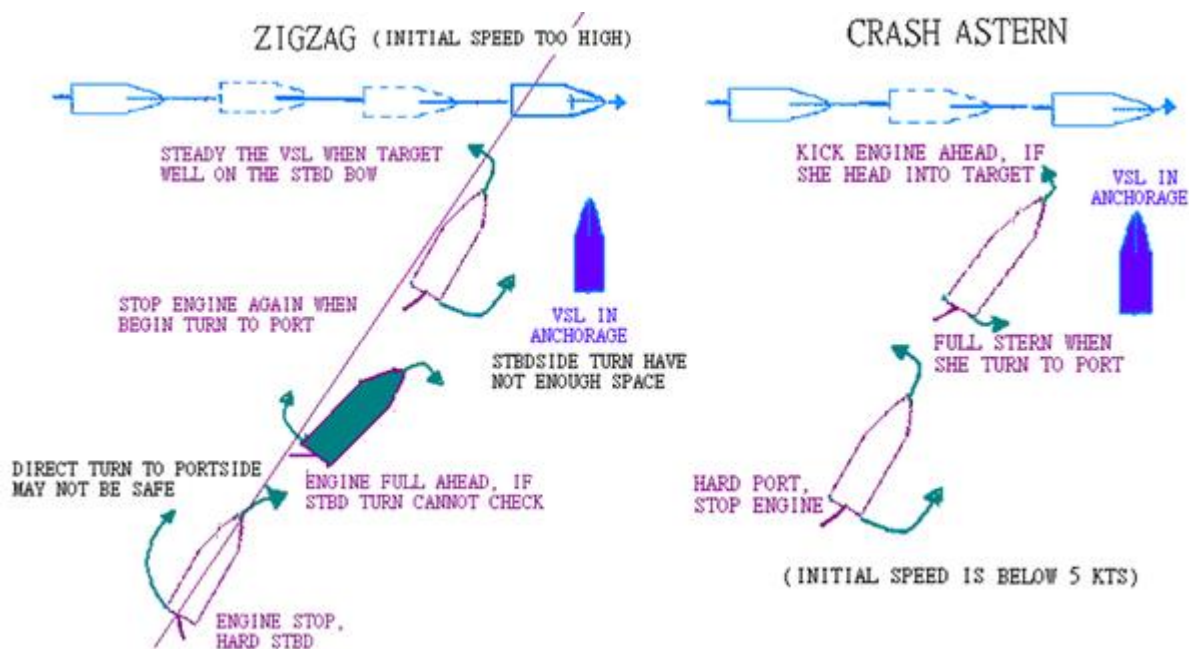 ZIGZAG (INITIAL SPEED TOO HIGH)
STEADY THE VSL WHEN TARGET
WELL ON THE STBD BOW
STOP ENGINE AGAIN WHEN
BEGIN TURN TO PORT
VSL IN
ANCHORAGE
STBDSIDE TURN HAVE
NOT ENOUGH SPACE
DIRECT TURN TO PORTSIDE
MAY NOT BE SAFE
ENGINE FULL AHEAD, IF
STBD TURN CANNOT CHECK
ENGINE STOP,
HARD STBD
CRASH ASTERN
KICK ENGINE AHEAD, IF
SHE HEAD INTO TARGET
VSL IN
ANCHORAGE
FULL STERN WHEN
SHE TURN TO PORT
HARD PORT,
STOP ENGINE
(INITIAL SPEED IS BELOW 5 KTS)